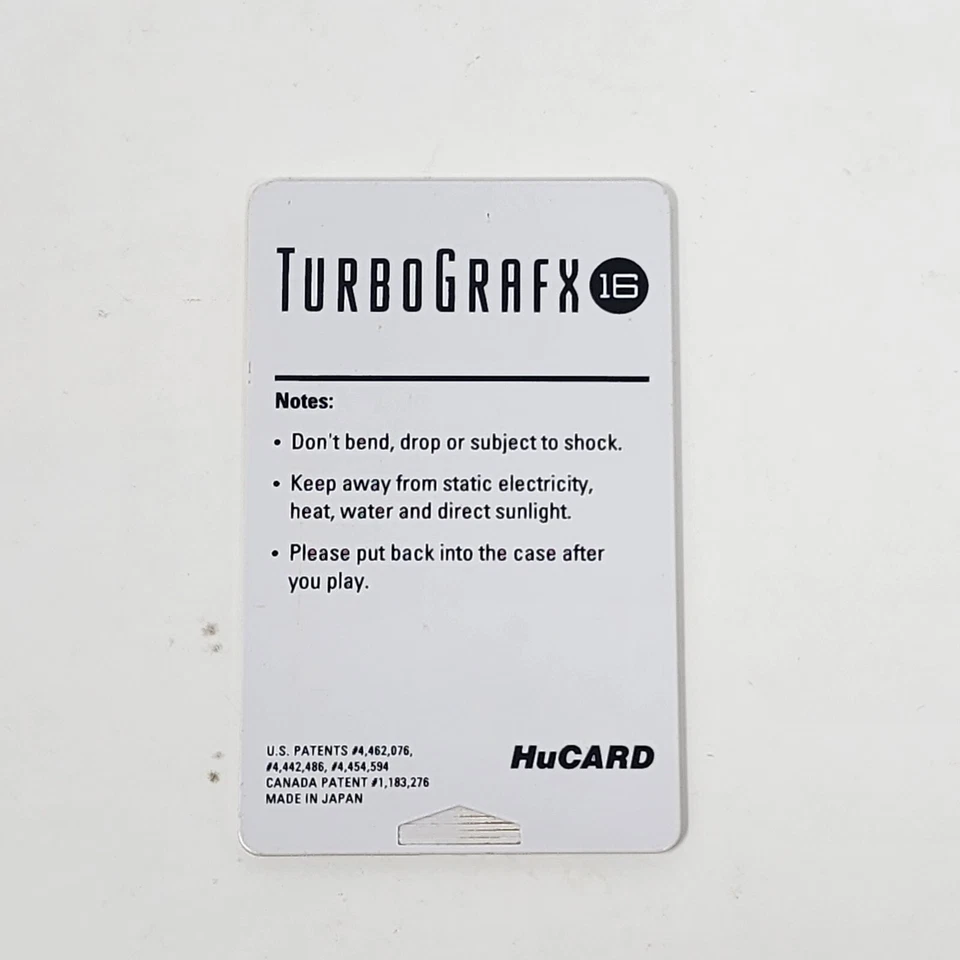 TURBOGRAFX 16
Notes:
• Don't bend, drop or subject to shock.
• Keep away from static electricity,
heat, water and direct sunlight.
• Please put back into the case after
you play.
U.S. PATENTS #4,462,076,
#4,442,486, #4,454,594
CANADA PATENT #1,183,276
MADE IN JAPAN
HuCARD